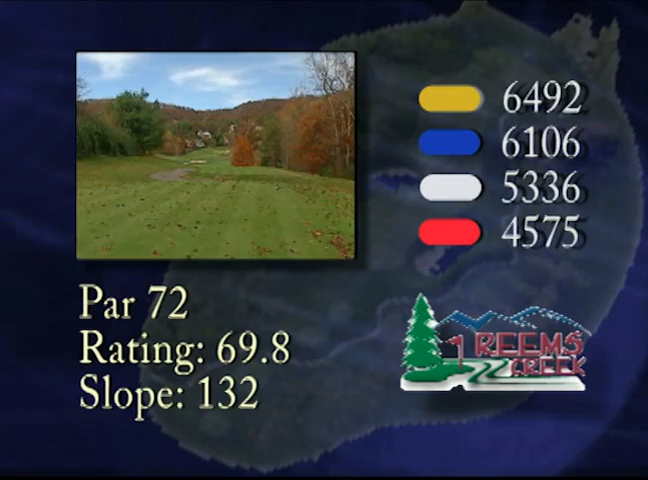 6492
6106
5336
4575
Par 72
Rating: 69.8
Slope: 132
REEMS
CREEK